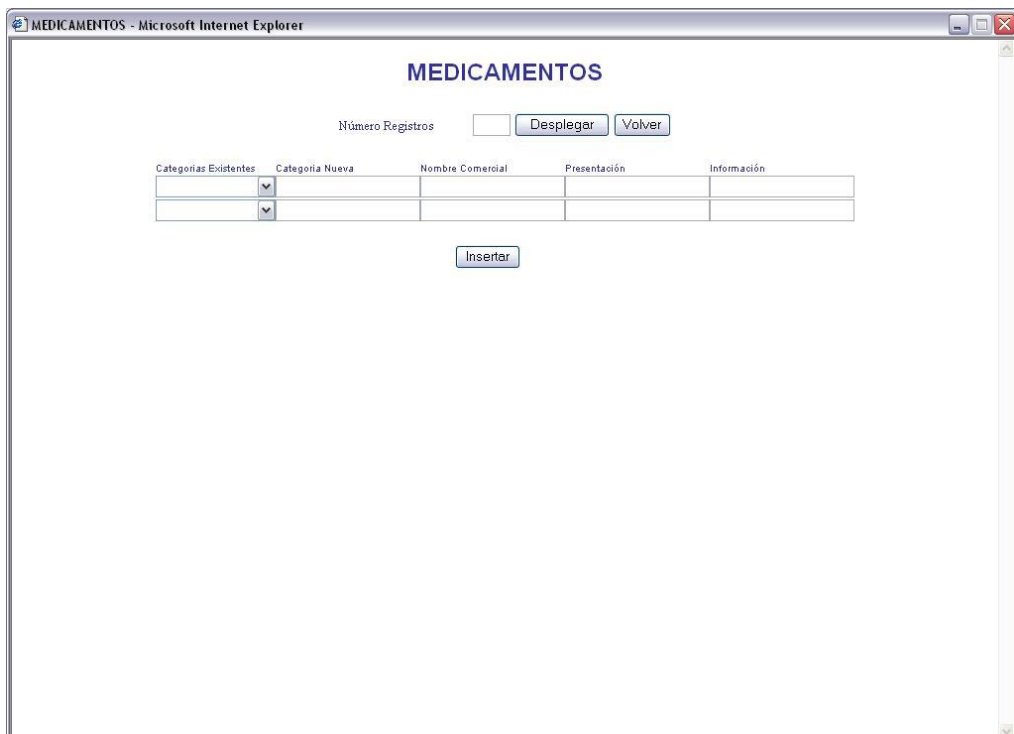 MEDICAMENTOS - Microsoft Internet Explorer
MEDICAMENTOS
Número Registros Desplegar Volver
Categorias Existentes Categoria Nueva Nombre Comercial Presentación Información
Insertar